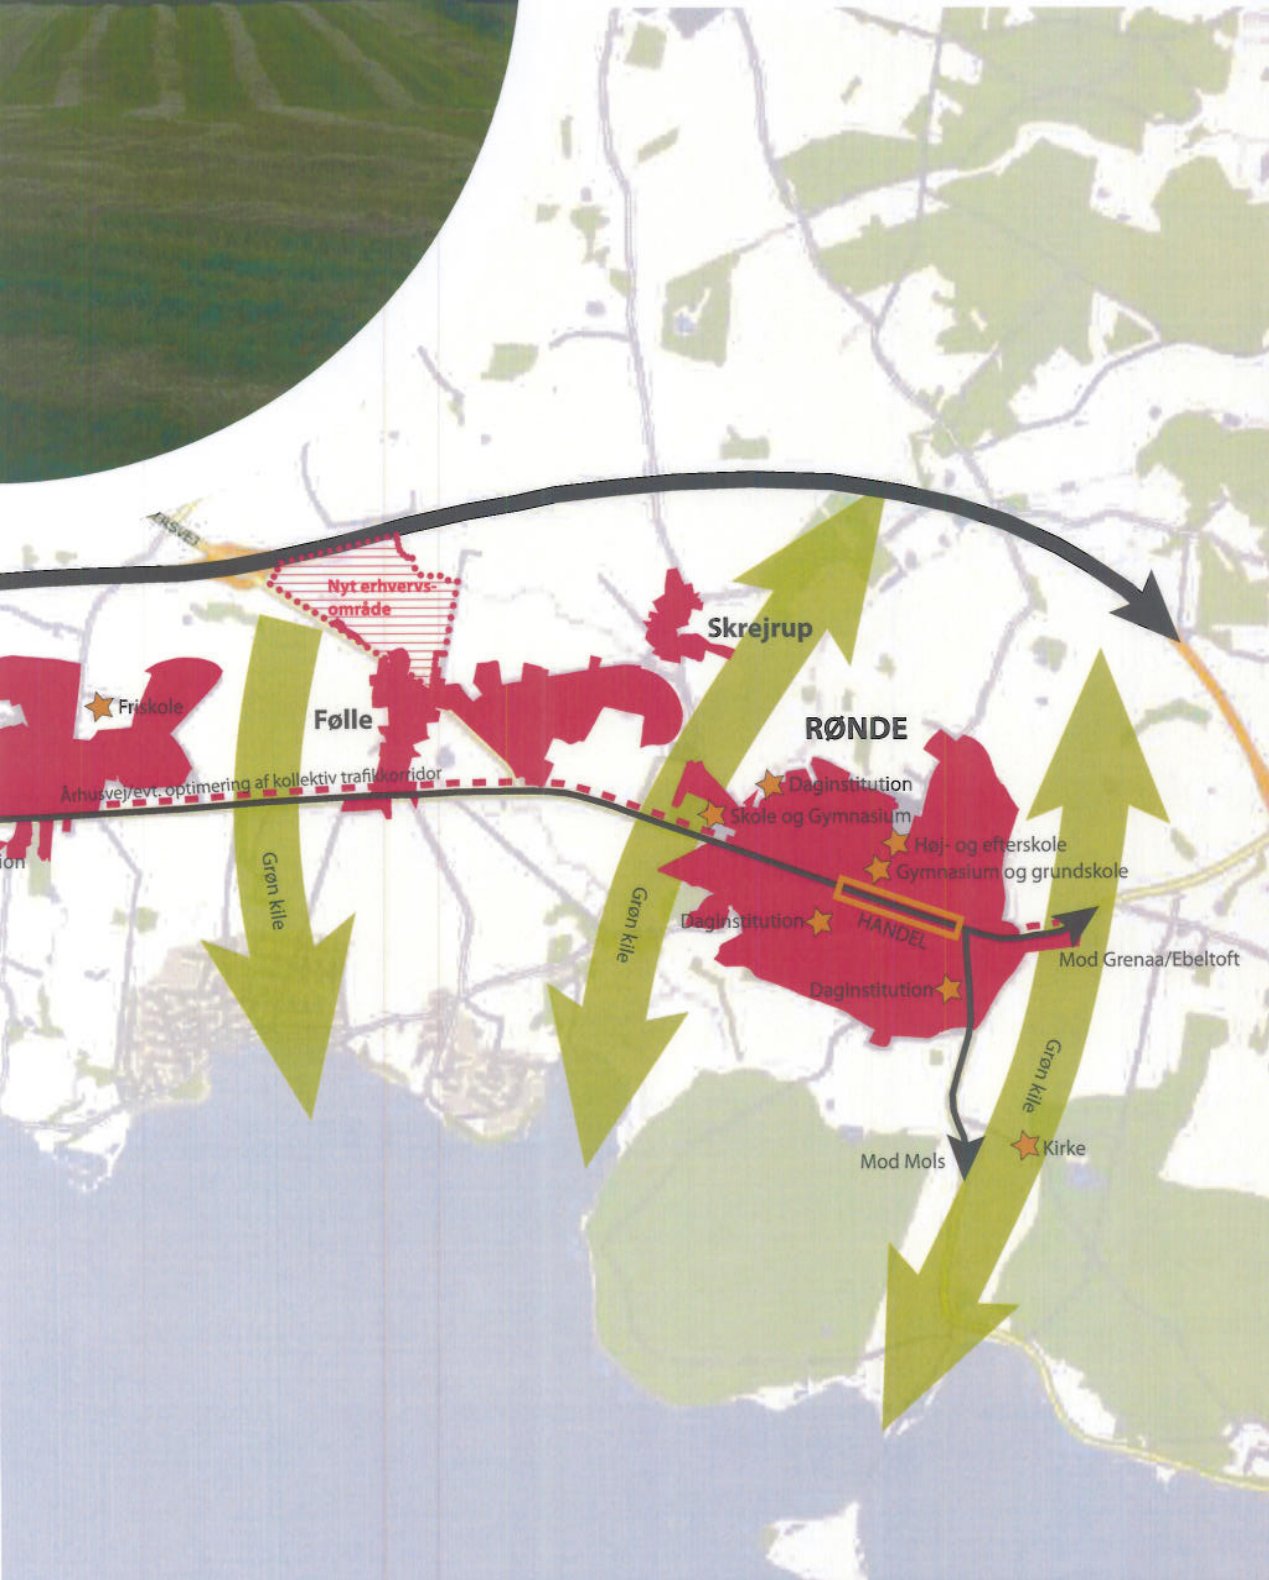 Nyt erhvervs-
område
Skrejrup
Friskole
Følle
RØNDE
Århusvej/evt. optimering af kollektiv trafikkorridor
Daginstitution
Skole og Gymnasium
Høj- og efterskole
ion
Gymnasium og grundskole
Grøn kile
Grøn kile
Daginstitution
HANDEL
Mod Grenaa/Ebeltoft
Daginstitution
Grøn kile
Kirke
Mod Mols